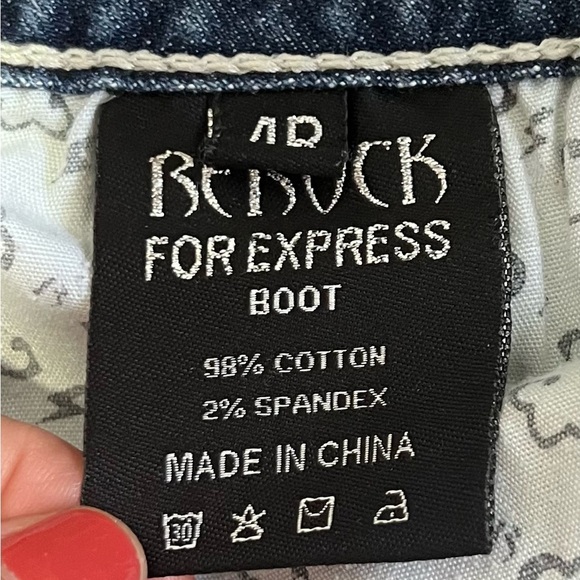 4R
REROCK
FOR EXPRESS
BOOT
98% COTTON
2% SPANDEX
MADE IN CHINA
30